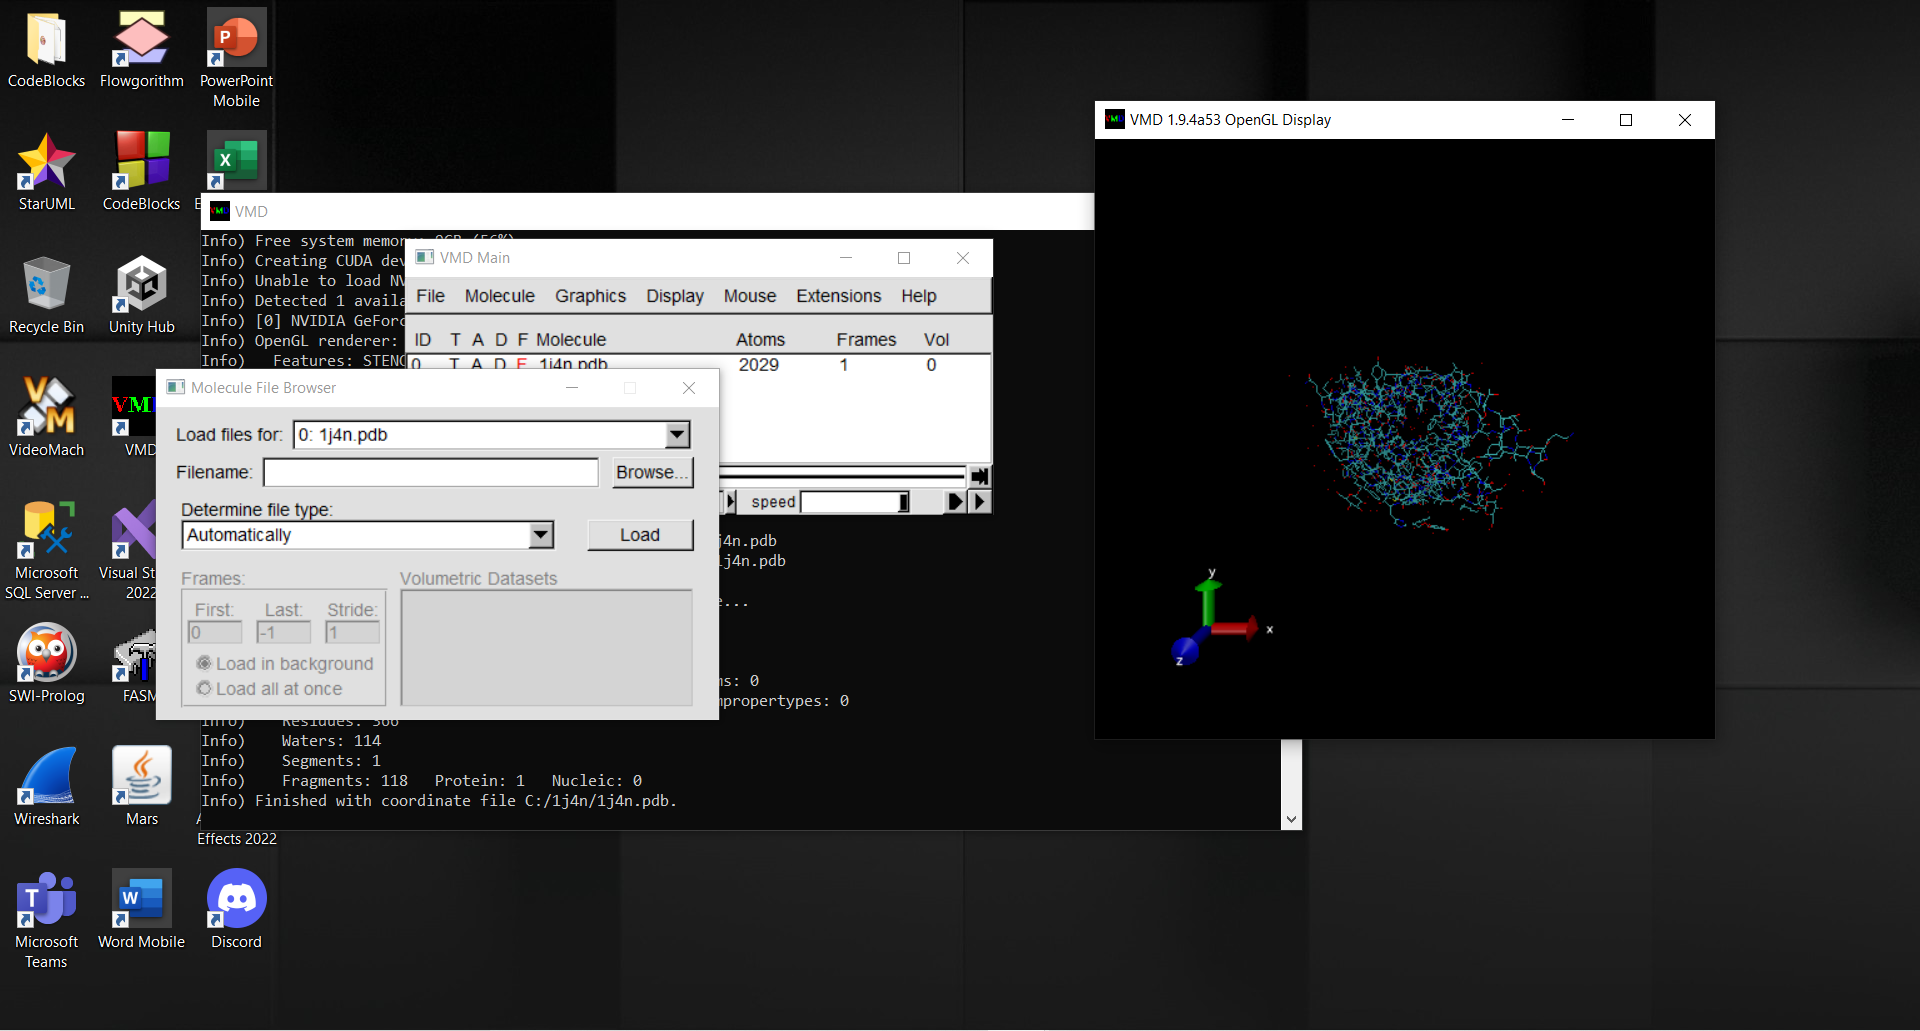 CodeBlocks
Flowgorithm
PowerPoint
Mobile
StarUML
CodeBlocks
Recycle Bin
Unity Hub
VideoMach
VMD
Microsoft
SQL Server ...
Visual St
2022
SWI-Prolog
FASM
Wireshark
Mars
Effects 2022
Microsoft
Teams
Word Mobile
Discord
VMD
Info) Free system memory:
Info) Creating CUDA dev
Info) Unable to load NV
Info) Detected 1 availa
Info) [0] NVIDIA GeForc
Info) OpenGL renderer:
Info)   Features: STENC
VMD Main
File Molecule Graphics Display Mouse Extensions Help
ID T A D F Molecule Atoms Frames Vol
0 T A D F 1j4n.pdb 2029 1 0
speed
Molecule File Browser
Load files for: 0: 1j4n.pdb
Filename: Browse...
Determine file type:
Automatically Load
Frames: Volumetric Datasets
First: Last: Stride:
0 -1 1
Load in background
Load all at once
j4n.pdb
1j4n.pdb
e...
ms: 0
mpropertypes: 0
Info)    Residues: 366
Info)    Waters: 114
Info)    Segments: 1
Info)    Fragments: 118   Protein: 1   Nucleic: 0
Info) Finished with coordinate file C:/1j4n/1j4n.pdb.
VMD 1.9.4a53 OpenGL Display
y
x
z